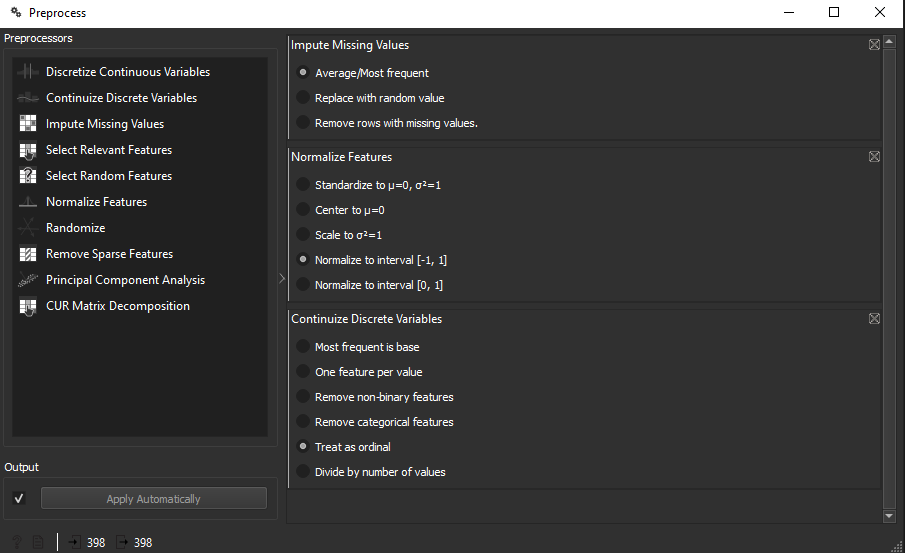 Preprocess
Preprocessors
Discretize Continuous Variables
Continuize Discrete Variables
Impute Missing Values
Select Relevant Features
Select Random Features
Normalize Features
Randomize
Remove Sparse Features
Principal Component Analysis
CUR Matrix Decomposition
Output
Apply Automatically
398
398
Impute Missing Values
Average/Most frequent
Replace with random value
Remove rows with missing values.
Normalize Features
Standardize to μ=0, σ²=1
Center to μ=0
Scale to σ²=1
Normalize to interval [-1, 1]
Normalize to interval [0, 1]
Continuize Discrete Variables
Most frequent is base
One feature per value
Remove non-binary features
Remove categorical features
Treat as ordinal
Divide by number of values